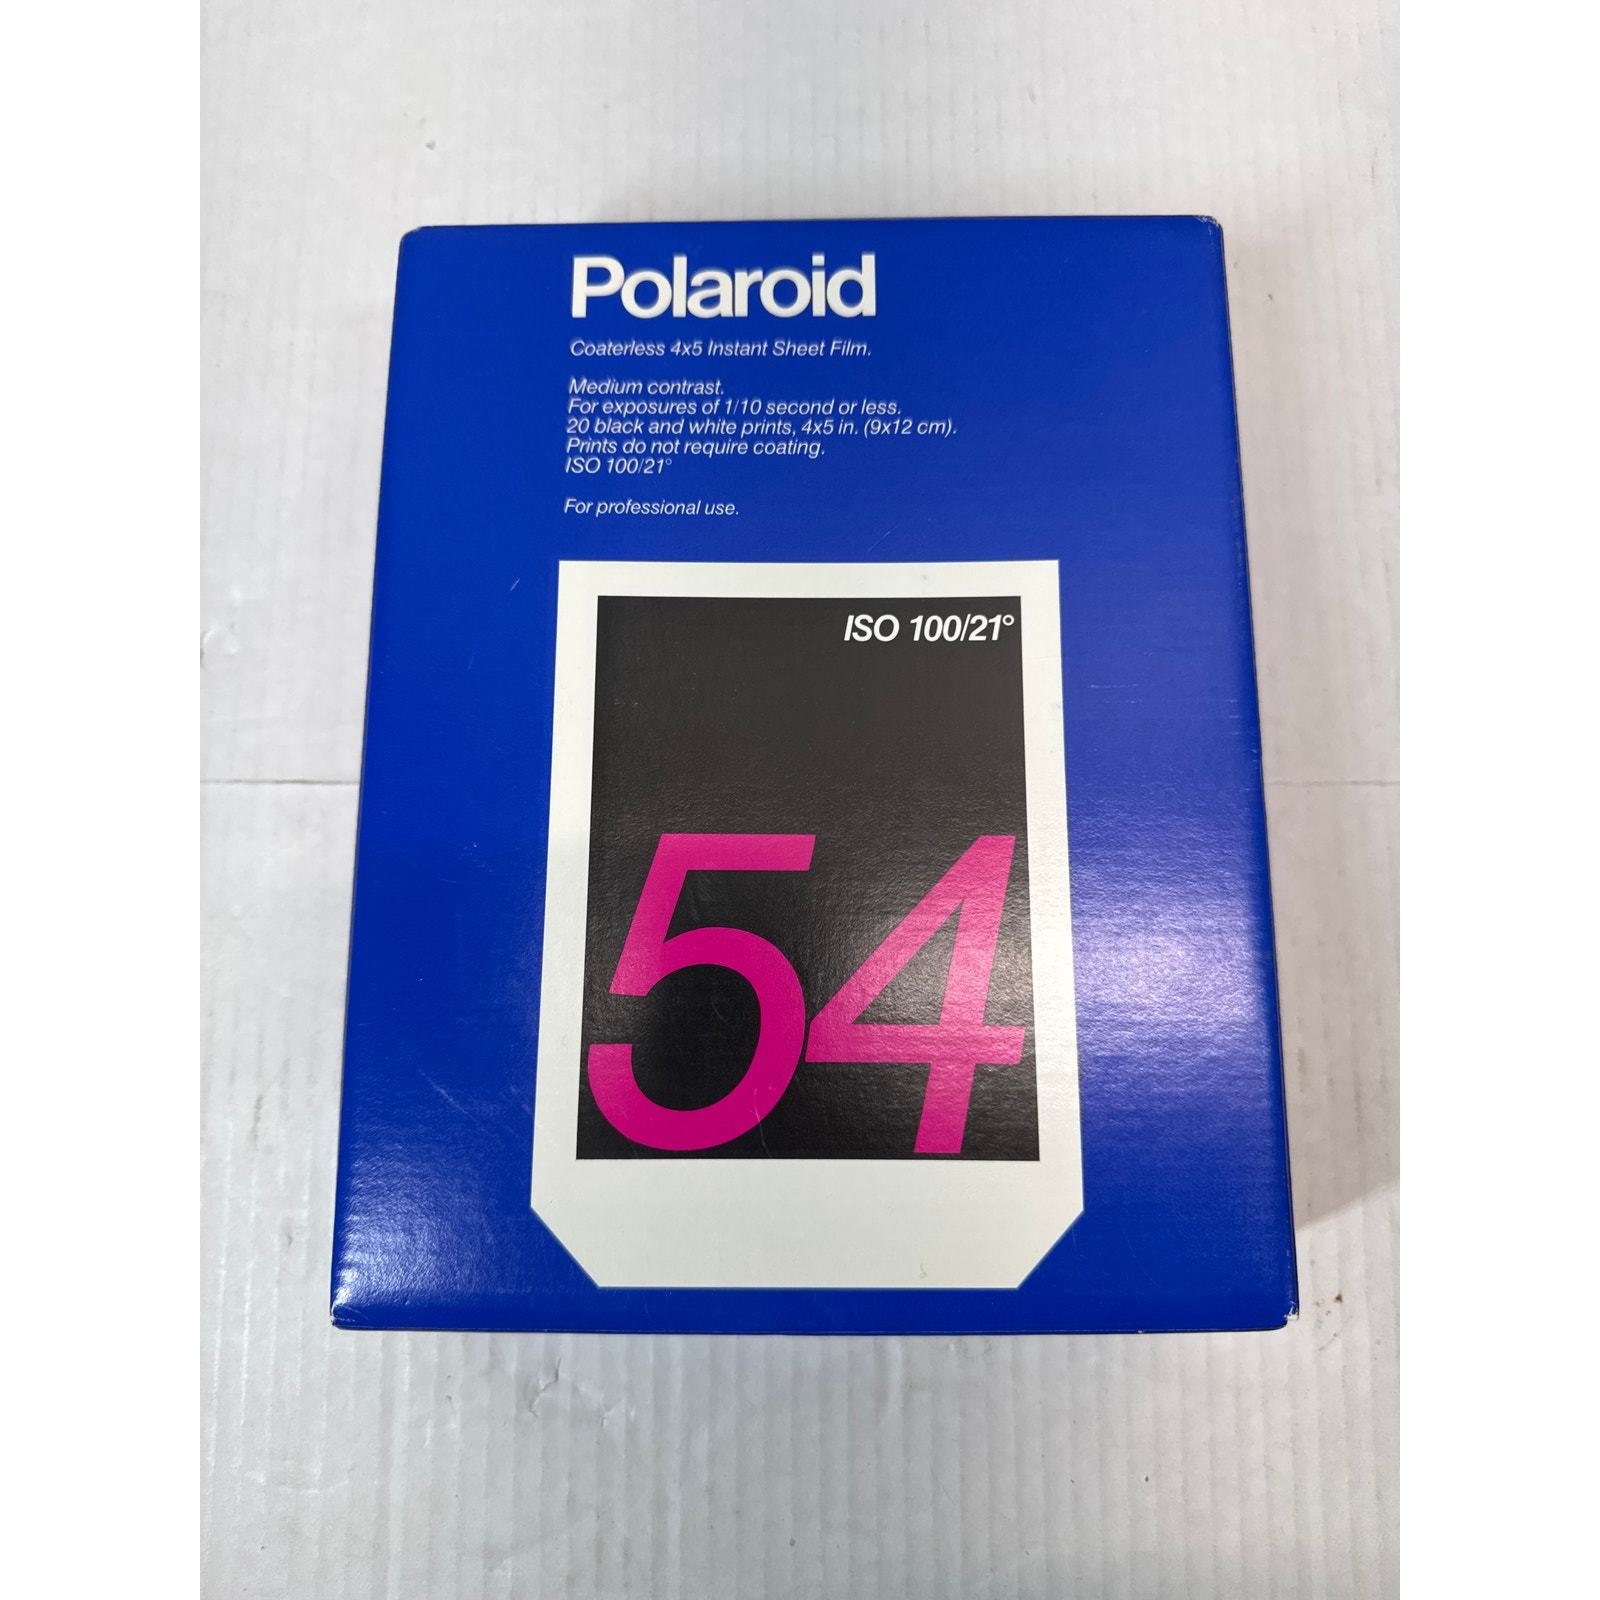 Polaroid
Coaterless 4x5 Instant Sheet Film.
Medium contrast.
For exposures of 1/10 second or less.
20 black and white prints, 4x5 in. (9x12 cm).
Prints do not require coating.
ISO 100/21°
For professional use.
ISO 100/21°
54